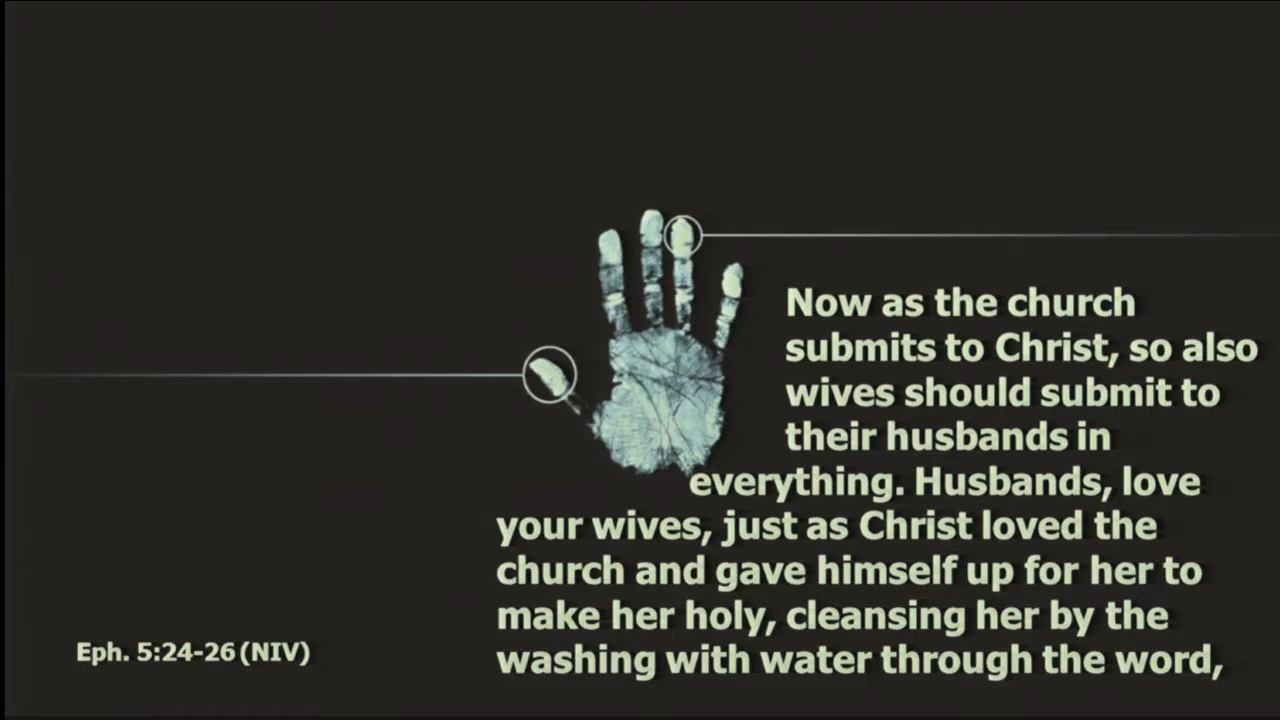 Now as the church
submits to Christ, so also
wives should submit to
their husbands in
everything. Husbands, love
your wives, just as Christ loved the
church and gave himself up for her to
make her holy, cleansing her by the
washing with water through the word,
Eph. 5:24-26 (NIV)